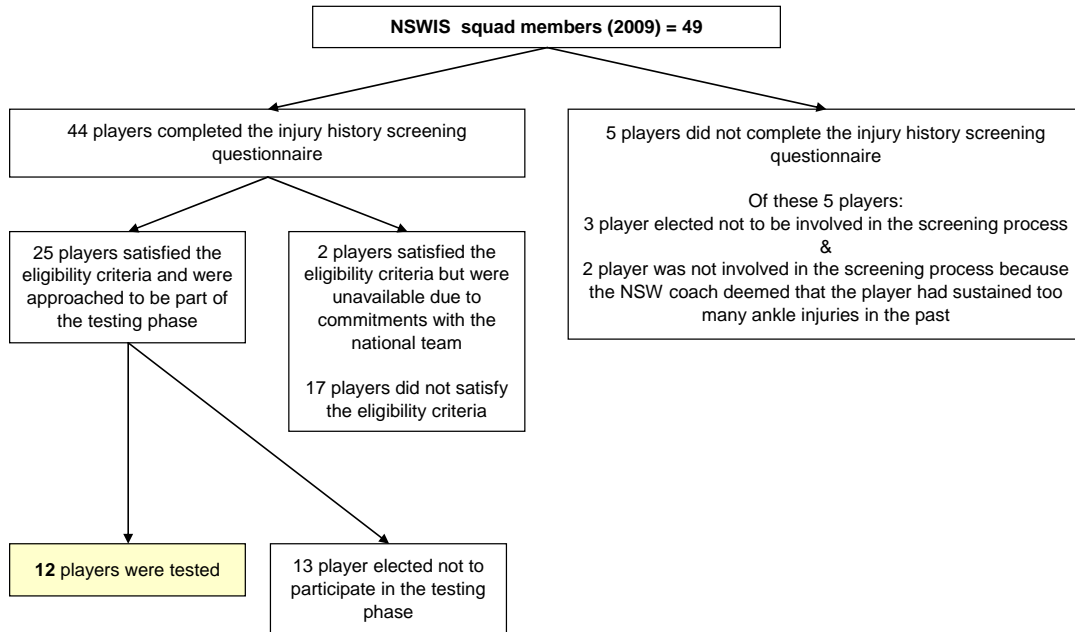 NSWIS squad members (2009) = 49
44 players completed the injury history screening
questionnaire
5 players did not complete the injury history screening
questionnaire
Of these 5 players:
3 player elected not to be involved in the screening process
&
2 player was not involved in the screening process because
the NSW coach deemed that the player had sustained too
many ankle injuries in the past
25 players satisfied the
eligibility criteria and were
approached to be part of
the testing phase
2 players satisfied the
eligibility criteria but were
unavailable due to
commitments with the
national team
17 players did not satisfy
the eligibility criteria
12 players were tested
13 player elected not to
participate in the testing
phase